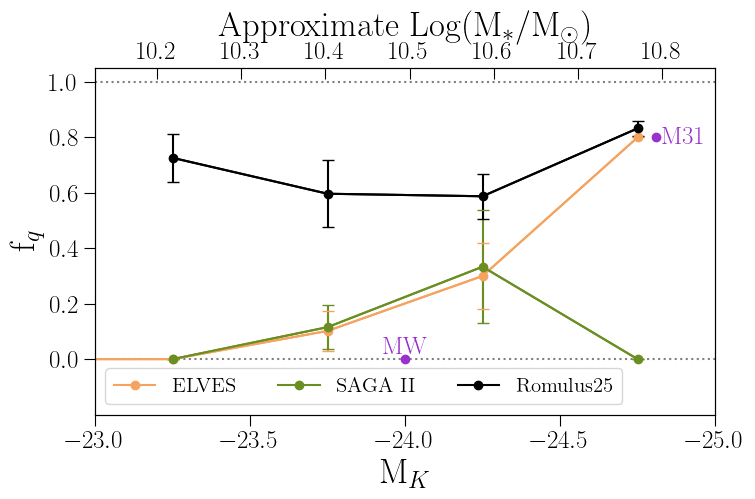 Approximate Log(M∗/M⊙)
10.2 10.3 10.4 10.5 10.6 10.7 10.8
1.0
0.8
0.6
0.4
0.2
0.0
f_q
M31
MW
ELVES SAGA II Romulus25
−23.0 −23.5 −24.0 −24.5 −25.0
M_K